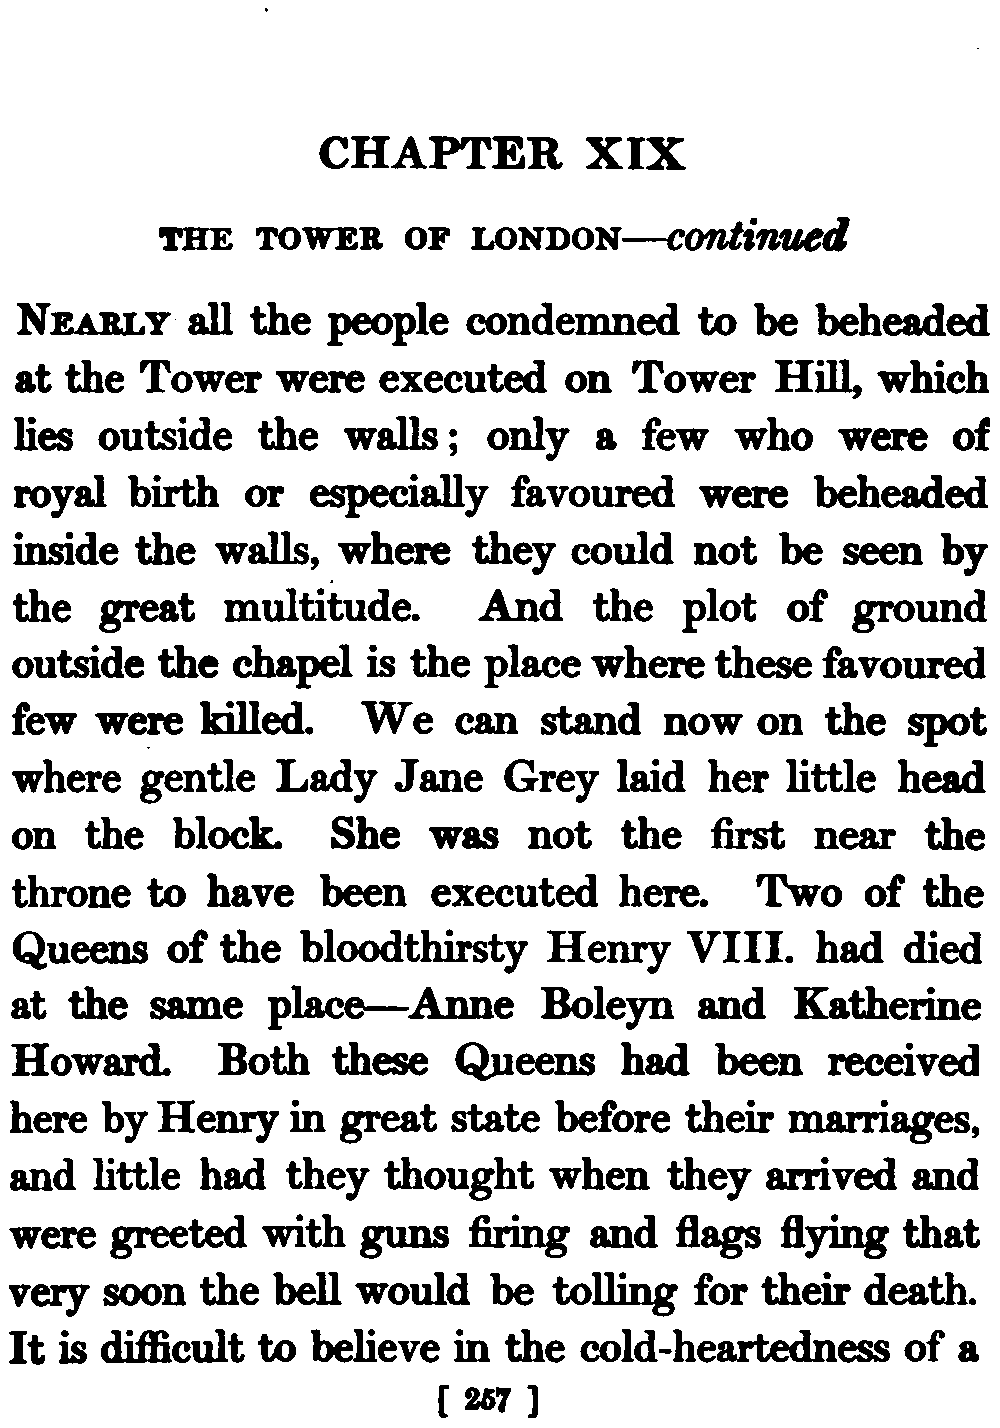 CHAPTER XIX
THE TOWER OF LONDON—continued
NEARLY all the people condemned to be beheaded
at the Tower were executed on Tower Hill, which
lies outside the walls; only a few who were of
royal birth or especially favoured were beheaded
inside the walls, where they could not be seen by
the great multitude. And the plot of ground
outside the chapel is the place where these favoured
few were killed. We can stand now on the spot
where gentle Lady Jane Grey laid her little head
on the block. She was not the first near the
throne to have been executed here. Two of the
Queens of the bloodthirsty Henry VIII. had died
at the same place—Anne Boleyn and Katherine
Howard. Both these Queens had been received
here by Henry in great state before their marriages,
and little had they thought when they arrived and
were greeted with guns firing and flags flying that
very soon the bell would be tolling for their death.
It is difficult to believe in the cold-heartedness of a
[ 257 ]